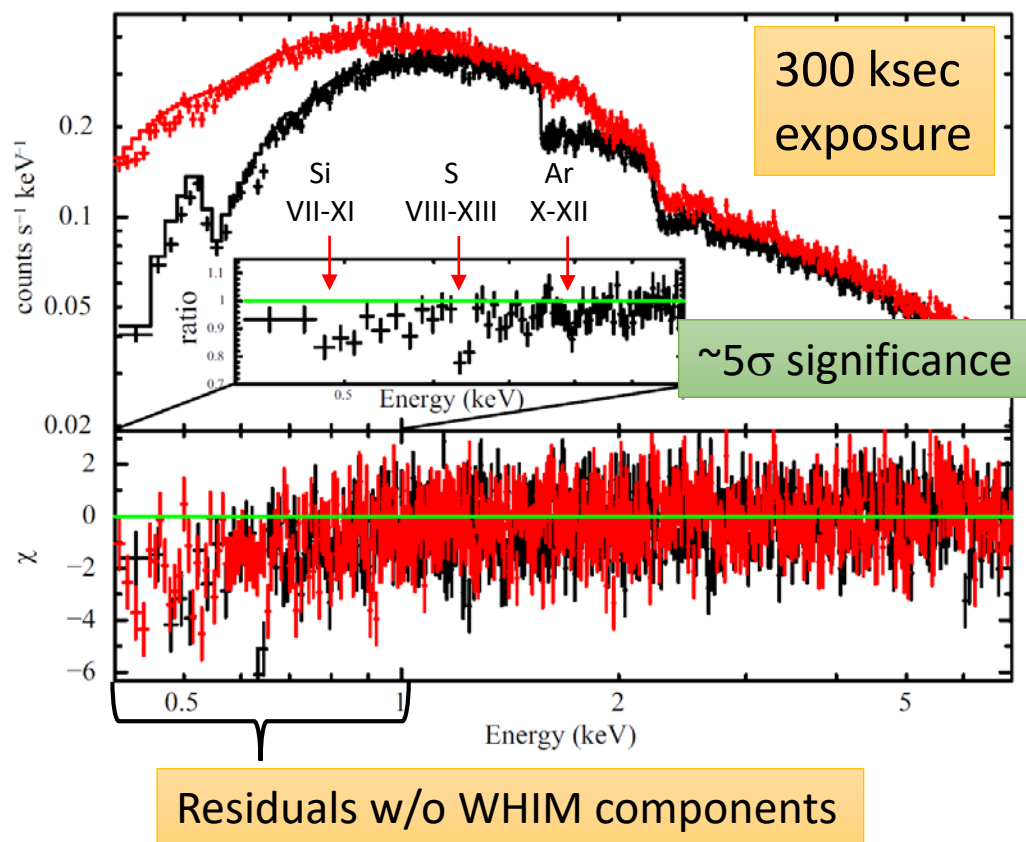 300 ksec
exposure
counts s⁻¹ keV⁻¹
0.2
0.1
0.05
0.02
Si
VII-XI
S
VIII-XIII
Ar
X-XII
ratio
1.1
1
0.9
0.8
0.7
0.5
Energy (keV)
~5σ significance
χ
2
0
−2
−4
−6
0.5
1
2
5
Energy (keV)
Residuals w/o WHIM components